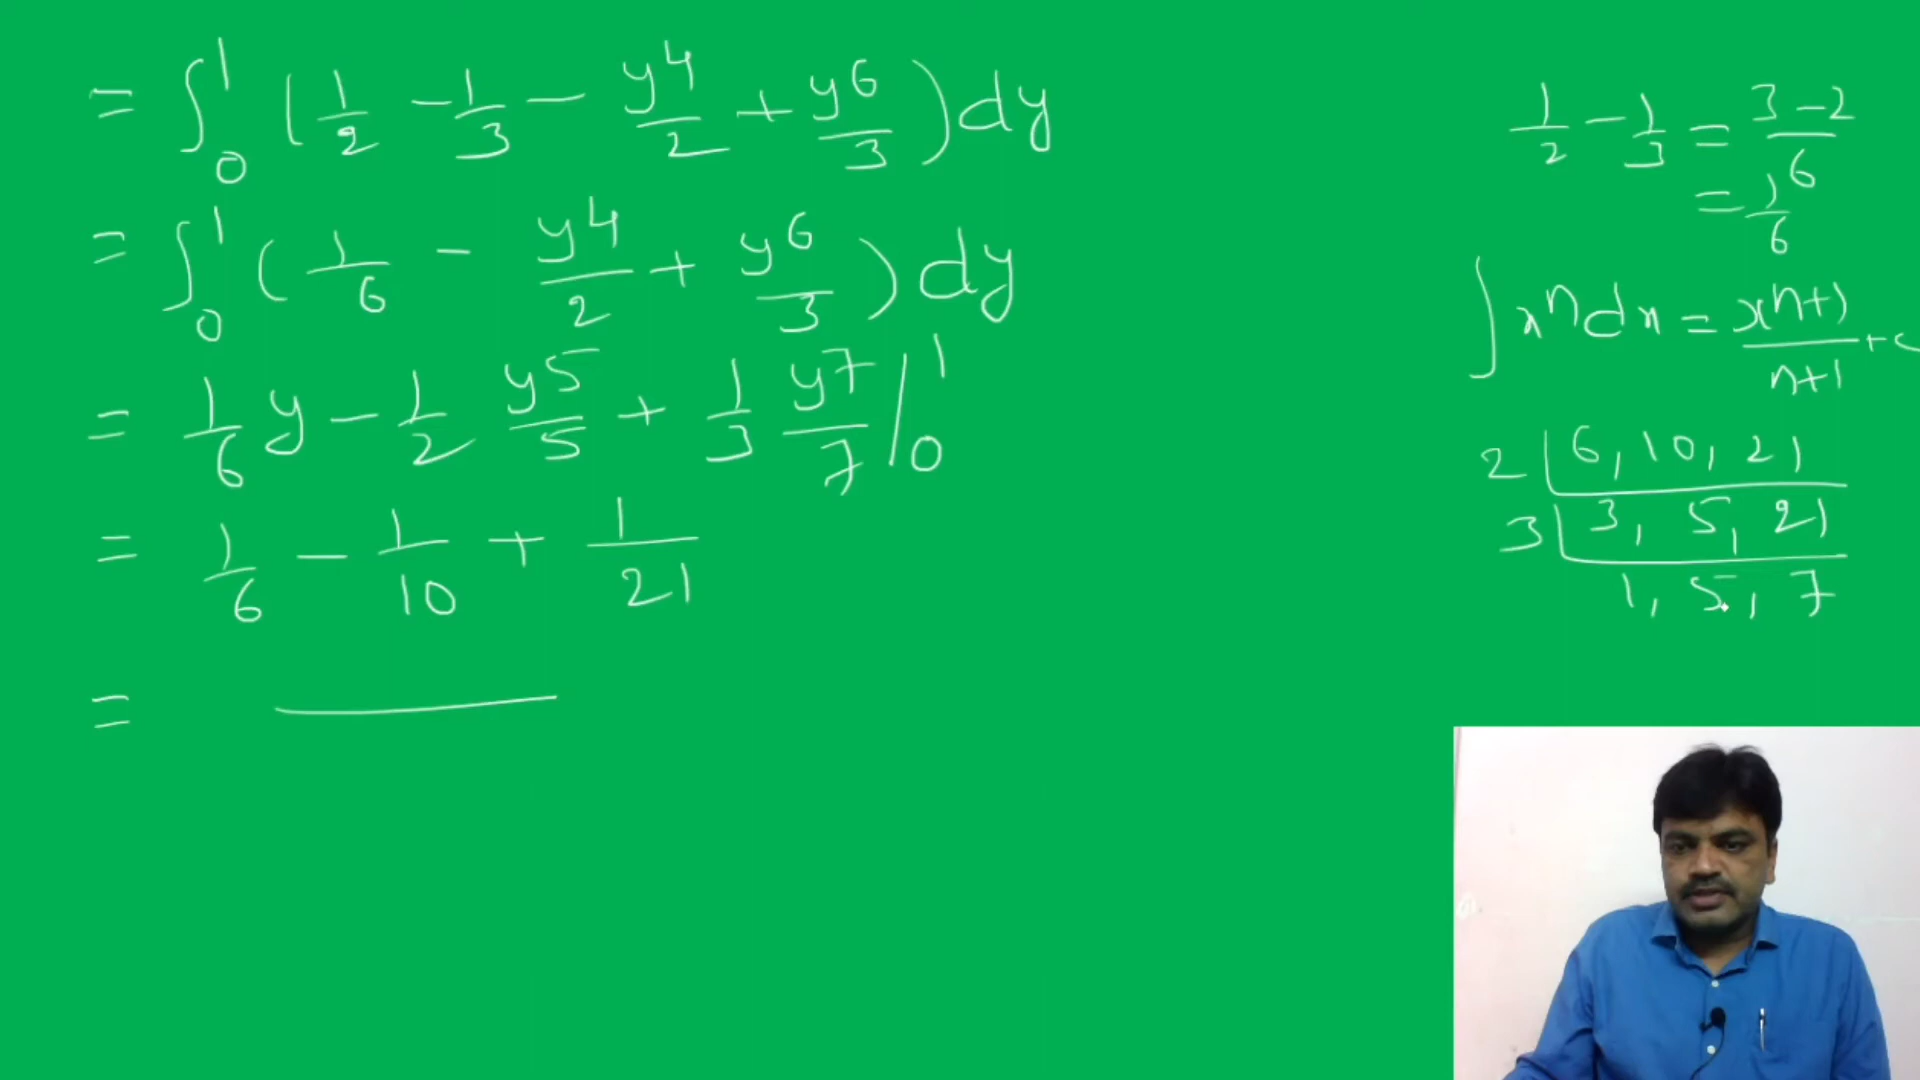 = ∫₀¹ (1/2 - 1/3 - y4/2 + y6/3) dy
= ∫₀¹ (1/6 - y4/2 + y6/3) dy
= 1/6 y - 1/2 y5/5 + 1/3 y7/7 |₀¹
= 1/6 - 1/10 + 1/21
=
1/2 - 1/3 = 3-2/6
= 1/6
∫ xⁿ dx = xn+1/n+1 + c
2 | 6, 10, 21
3 | 3, 5, 21
1, 5, 7